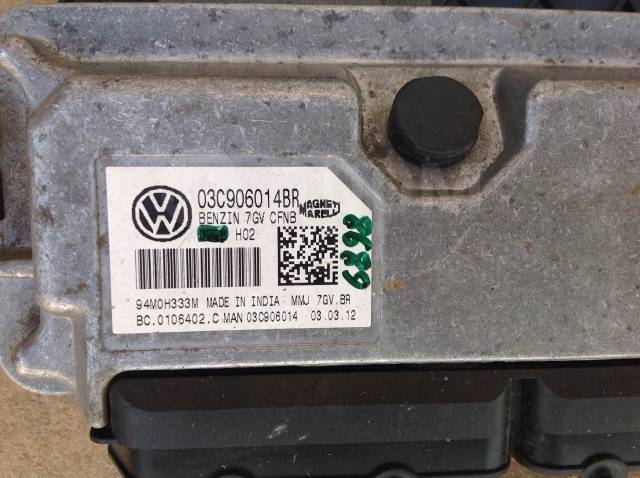 03C906014BR
MAGNETI
MARELLI
BENZIN 7GV CFNB
H02
6898
94M0H333M MADE IN INDIA MMJ 7GV.BR
BC.0106402.C MAN 03C906014 03.03.12